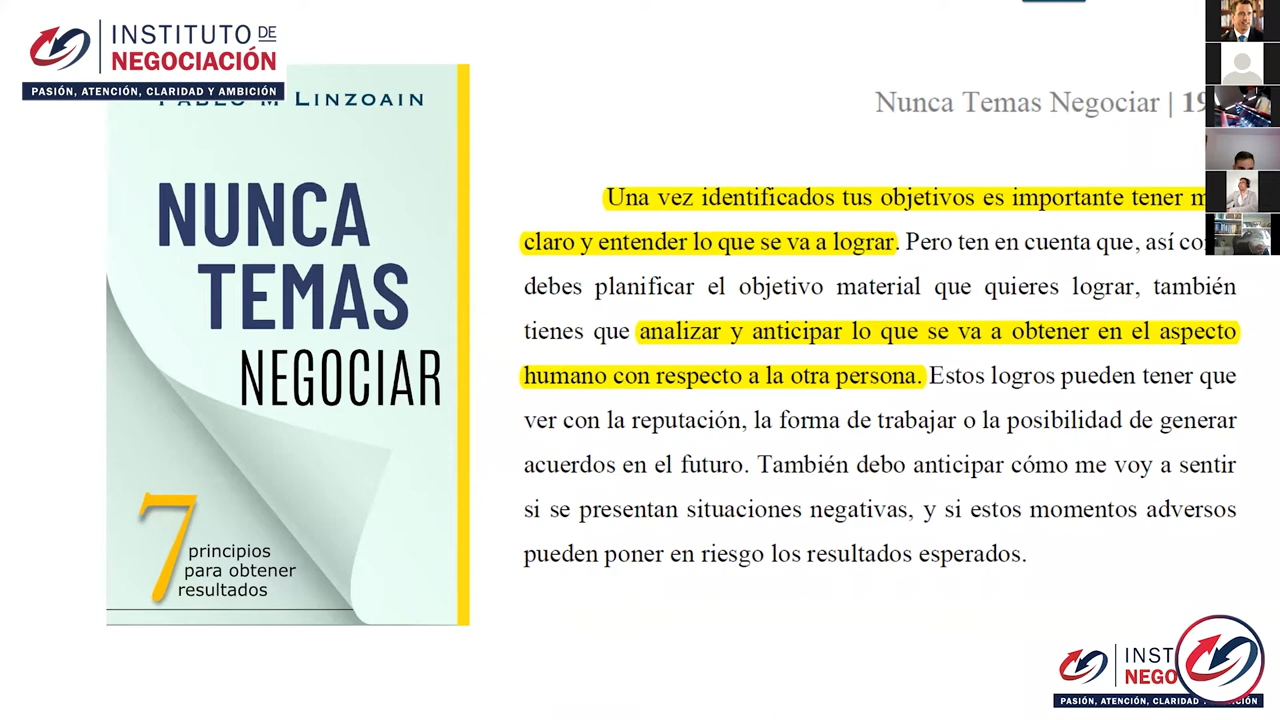 INSTITUTO DE
NEGOCIACIÓN
PASIÓN, ATENCIÓN, CLARIDAD Y AMBICIÓN
LINZOAIN
NUNCA
TEMAS
NEGOCIAR
7 principios
para obtener
resultados
Nunca Temas Negociar | 19
Una vez identificados tus objetivos es importante tener
claro y entender lo que se va a lograr. Pero ten en cuenta que, así
debes planificar el objetivo material que quieres lograr, también
tienes que analizar y anticipar lo que se va a obtener en el aspecto
humano con respecto a la otra persona. Estos logros pueden tener que
ver con la reputación, la forma de trabajar o la posibilidad de generar
acuerdos en el futuro. También debo anticipar cómo me voy a sentir
si se presentan situaciones negativas, y si estos momentos adversos
pueden poner en riesgo los resultados esperados.
INST
NEGO
PASIÓN, ATENCIÓN, CLARIDAD